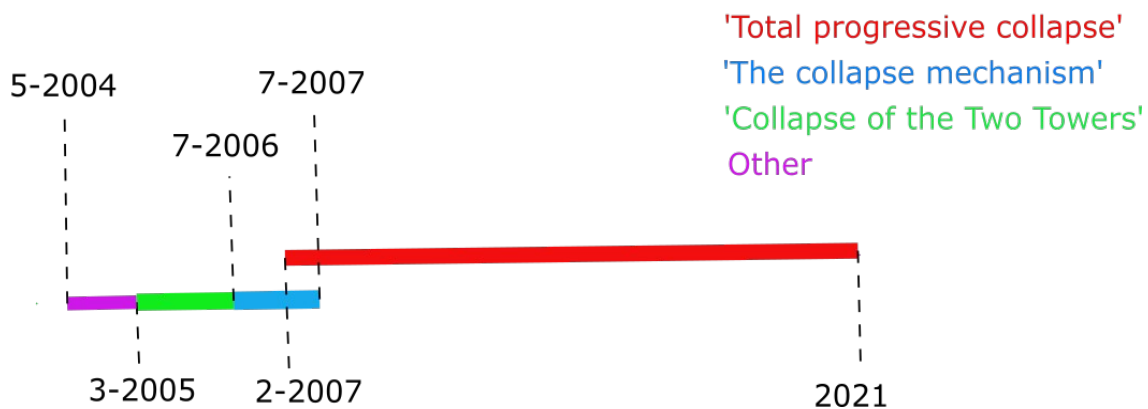 'Total progressive collapse'
'The collapse mechanism'
'Collapse of the Two Towers'
Other
5-2004
7-2007
7-2006
3-2005
2-2007
2021